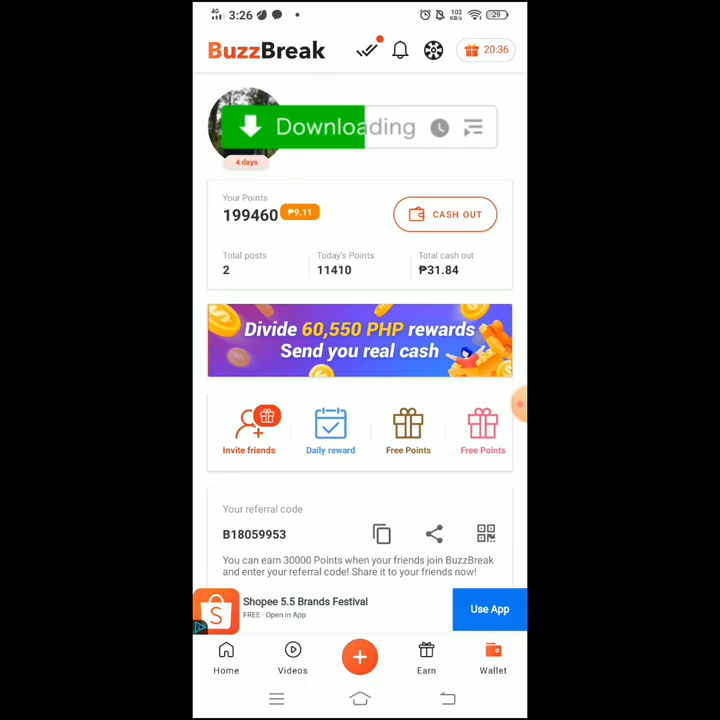 4G 3:26 102 KB/s 29
BuzzBreak 20:36
Downloading
4 days
Your Points
199460 ₱9.11 CASH OUT
Total posts Today's Points Total cash out
2 11410 ₱31.84
Divide 60,550 PHP rewards
Send you real cash
Invite friends Daily reward Free Points Free Points
Your referral code
B18059953
You can earn 30000 Points when your friends join BuzzBreak
and enter your referral code! Share it to your friends now!
Shopee 5.5 Brands Festival
FREE · Open in App
Use App
Home Videos Earn Wallet